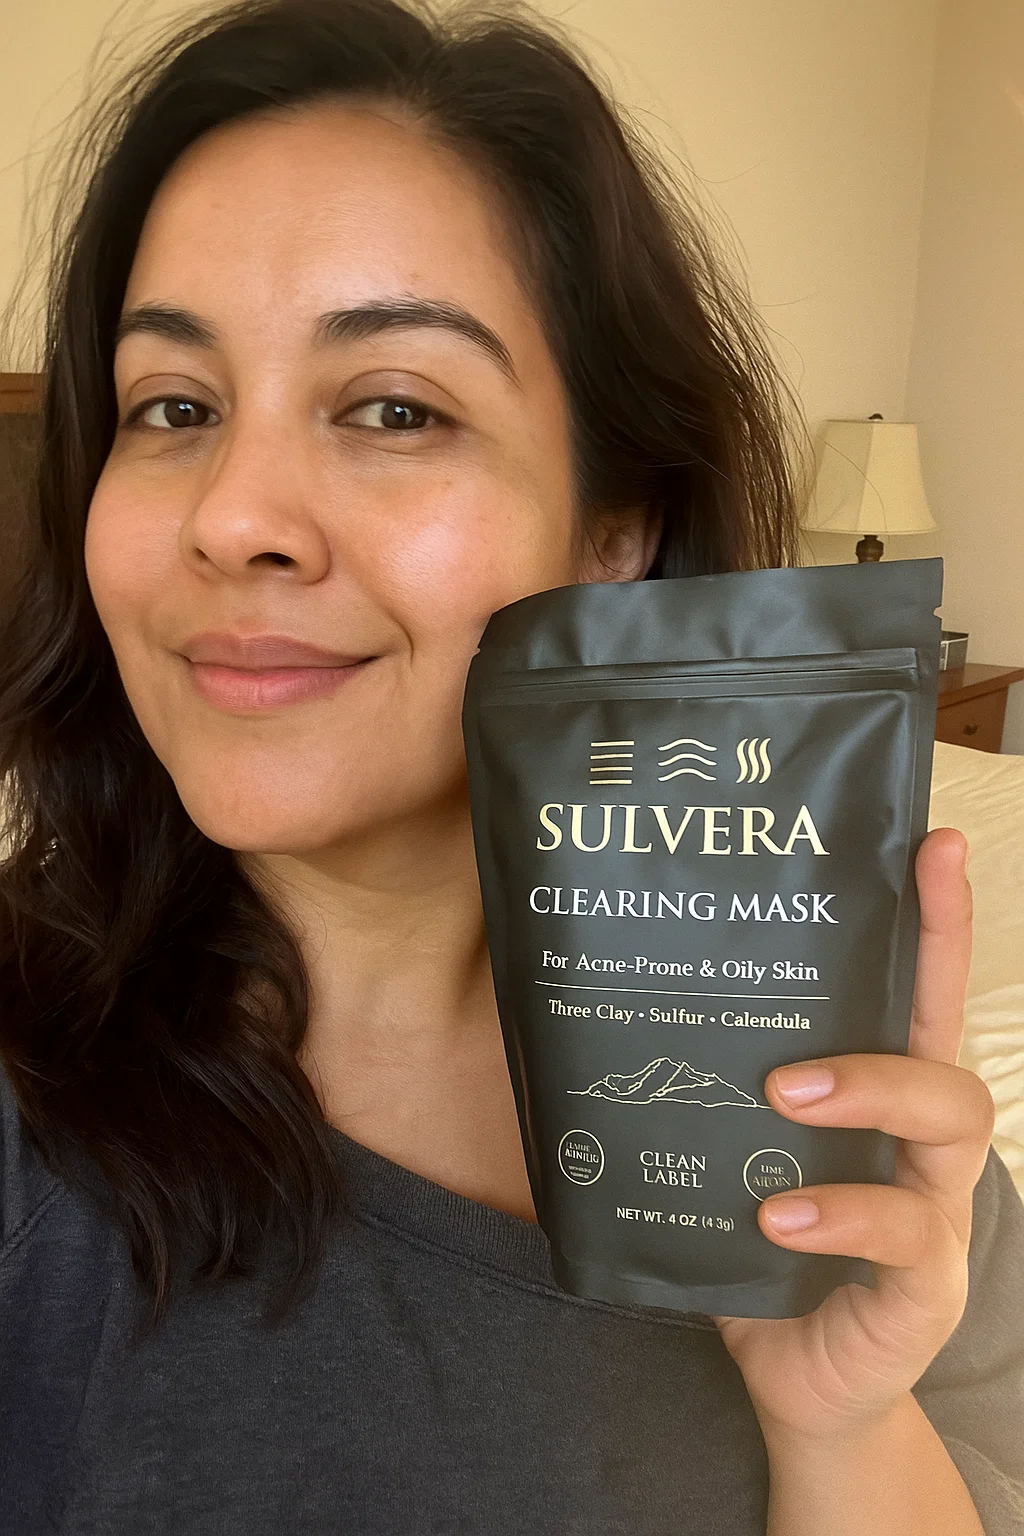 SULVERA
CLEARING MASK
For Acne-Prone & Oily Skin
Three Clay • Sulfur • Calendula
CLEAN
LABEL
NET WT. 4 OZ